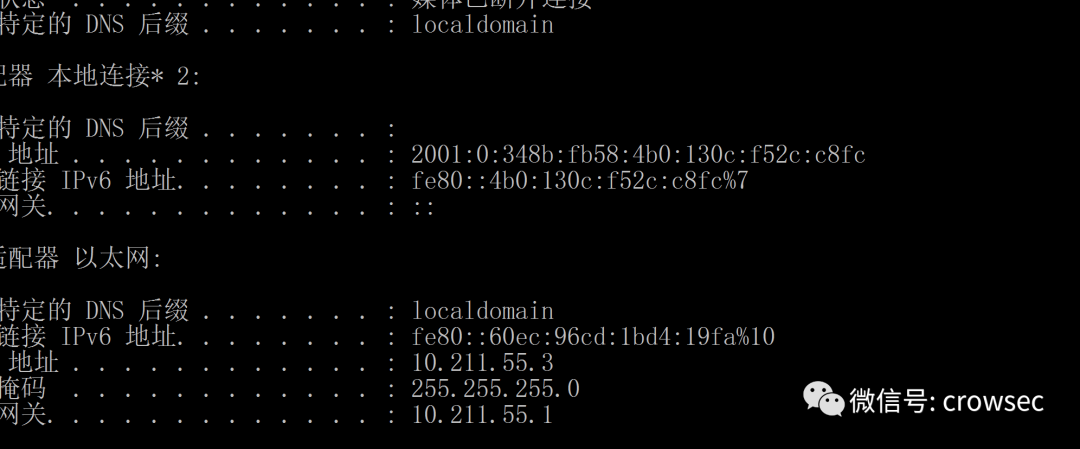 状态 . . . . . . . . . . . . : 媒体已断开连接
特定的 DNS 后缀 . . . . . . . : localdomain
配器 本地连接* 2:
特定的 DNS 后缀 . . . . . . . :
地址 . . . . . . . . . . . . : 2001:0:348b:fb58:4b0:130c:f52c:c8fc
链接 IPv6 地址. . . . . . . . : fe80::4b0:130c:f52c:c8fc%7
网关. . . . . . . . . . . . . : ::
适配器 以太网:
特定的 DNS 后缀 . . . . . . . : localdomain
链接 IPv6 地址. . . . . . . . : fe80::60ec:96cd:1bd4:19fa%10
地址 . . . . . . . . . . . . : 10.211.55.3
掩码 . . . . . . . . . . . . : 255.255.255.0
网关. . . . . . . . . . . . . : 10.211.55.1
微信号: crowsec